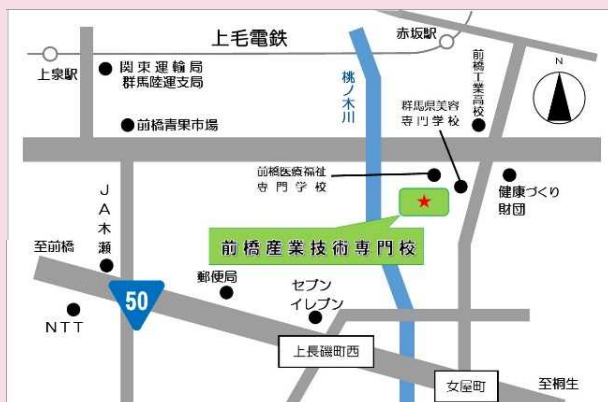 上毛電鉄
赤坂駅
上泉駅
関東運輸局
群馬陸運支局
桃ノ木川
前橋工業高校
N
群馬県美容
専門学校
前橋青果市場
前橋医療福祉
専門学校
健康づくり
財団
★
JA木瀬
至前橋
前橋産業技術専門校
郵便局
セブン
イレブン
50
NTT
上長磯町西
女屋町
至桐生